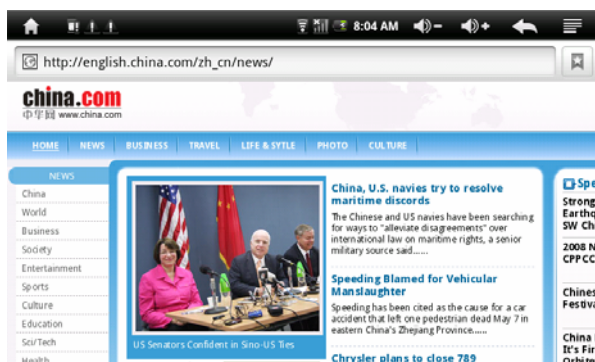 8:04 AM
http://english.china.com/zh_cn/news/
china.com
中华网 www.china.com
HOME NEWS BUSINESS TRAVEL LIFE & SYTLE PHOTO CULTURE
NEWS
China
World
Business
Society
Entertainment
Sports
Culture
Education
Sci/Tech
Health
US Senators Confident in Sino-US Ties
China, U.S. navies try to resolve
maritime discords
The Chinese and US navies have been searching
for ways to "alleviate disagreements" over
international law on maritime rights, a senior
military source said......
Speeding Blamed for Vehicular
Manslaughter
Speeding has been cited as the cause for a car
accident that left one pedestrian dead May 7 in
eastern China's Zhejiang Province.....
Chrysler plans to close 789
Spe
Strong
Earthq
SW Ch
2008 N
CPPCC
Chines
Festiva
China
It's Fir
Orbite